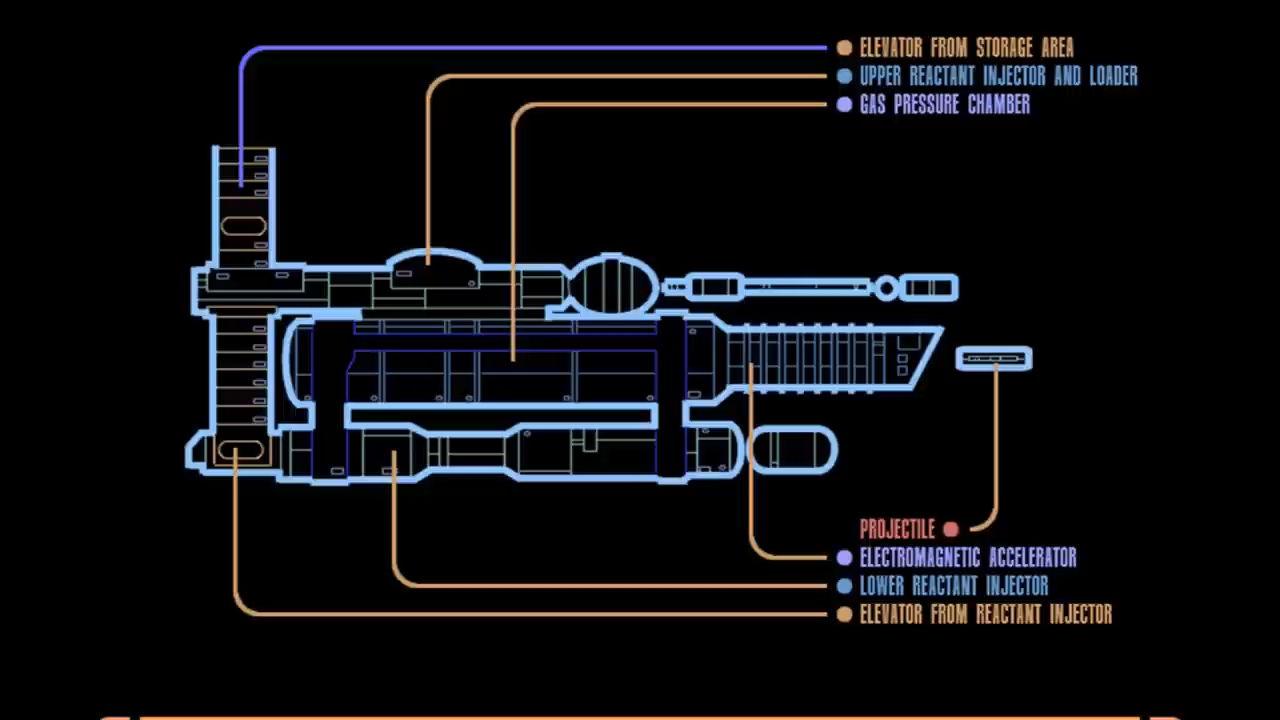 ELEVATOR FROM STORAGE AREA
UPPER REACTANT INJECTOR AND LOADER
GAS PRESSURE CHAMBER
PROJECTILE
ELECTROMAGNETIC ACCELERATOR
LOWER REACTANT INJECTOR
ELEVATOR FROM REACTANT INJECTOR